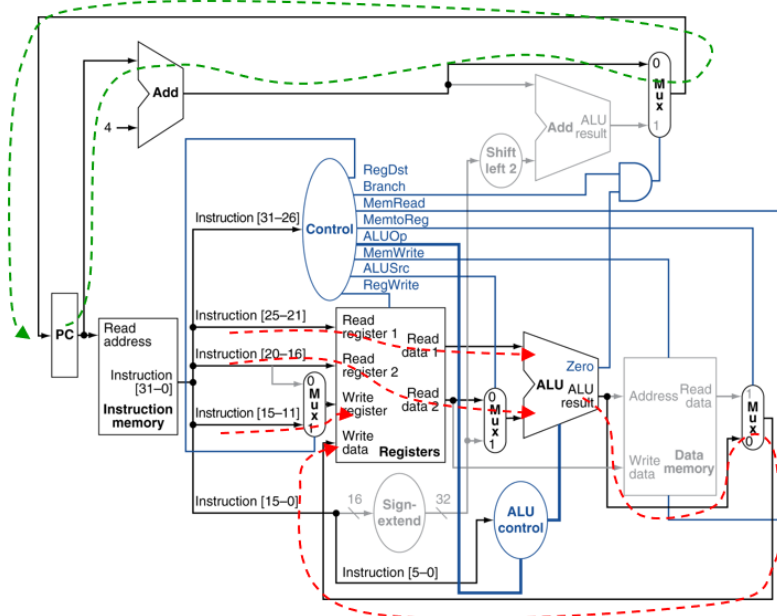 0
Mux
1
Add
4
Add
ALU
result
Shift
left 2
RegDst
Branch
MemRead
MemtoReg
ALUOp
MemWrite
ALUSrc
RegWrite
Control
Instruction [31–26]
PC
Read
address
Instruction
[31–0]
Instruction
memory
Instruction [25–21]
Instruction [20–16]
Instruction [15–11]
0
Mux
1
Read
register 1
Read
register 2
Write
register
Write
data
Read
data 1
Read
data 2
Registers
0
Mux
1
Zero
ALU
ALU
result
Address
Read
data
Write
data
Data
memory
1
Mux
0
Instruction [15–0]
16
Sign-
extend
32
ALU
control
Instruction [5–0]